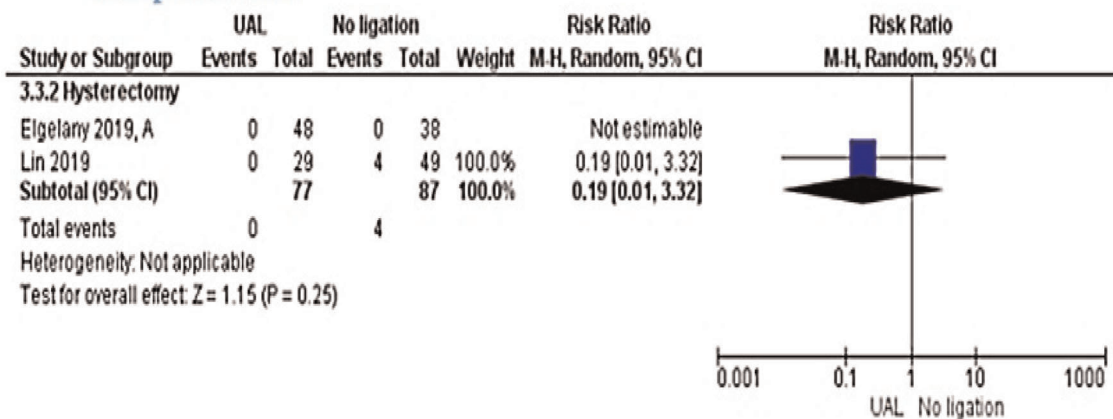 UAL No ligation Risk Ratio Risk Ratio
Study or Subgroup Events Total Events Total Weight M-H, Random, 95% CI M-H, Random, 95% CI
3.3.2 Hysterectomy
Elgelany 2019, A 0 48 0 38 Not estimable
Lin 2019 0 29 4 49 100.0% 0.19 [0.01, 3.32]
Subtotal (95% CI) 77 87 100.0% 0.19 [0.01, 3.32]
Total events 0 4
Heterogeneity: Not applicable
Test for overall effect: Z = 1.15 (P = 0.25)
0.001 0.1 1 10 1000
UAL No ligation